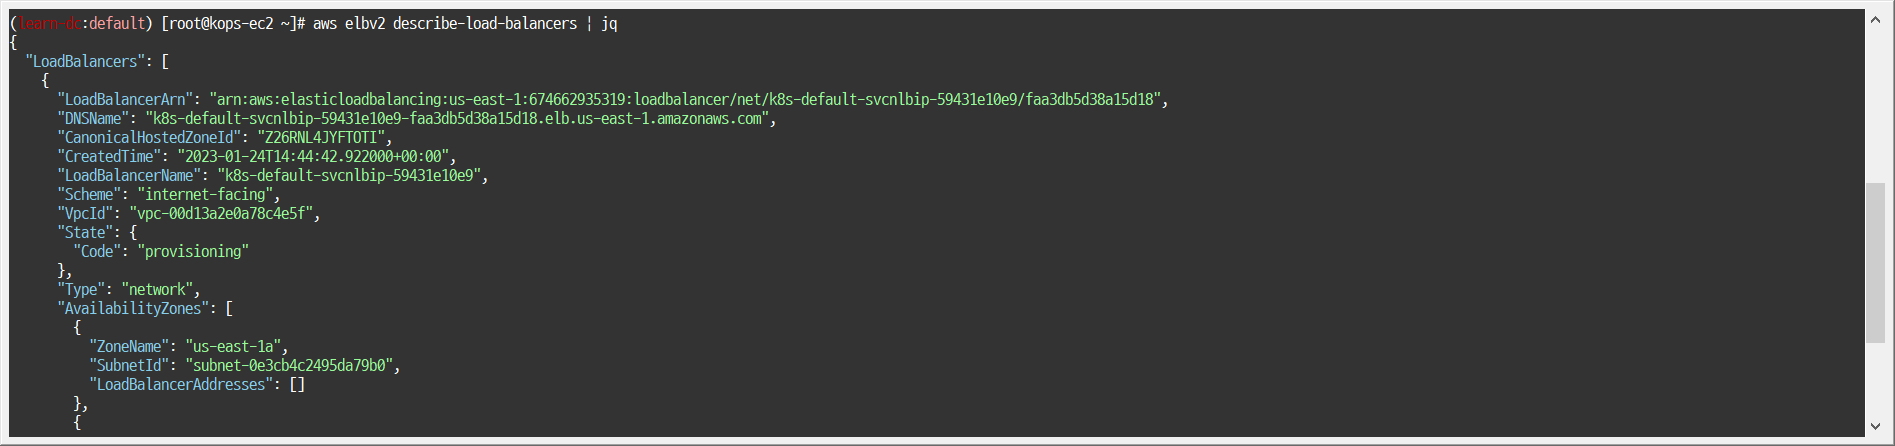 (learn-dc:default) [root@kops-ec2 ~]# aws elbv2 describe-load-balancers | jq
{
  "LoadBalancers": [
    {
      "LoadBalancerArn": "arn:aws:elasticloadbalancing:us-east-1:674662935319:loadbalancer/net/k8s-default-svcnlbip-59431e10e9/faa3db5d38a15d18",
      "DNSName": "k8s-default-svcnlbip-59431e10e9-faa3db5d38a15d18.elb.us-east-1.amazonaws.com",
      "CanonicalHostedZoneId": "Z26RNL4JYFTOTI",
      "CreatedTime": "2023-01-24T14:44:42.922000+00:00",
      "LoadBalancerName": "k8s-default-svcnlbip-59431e10e9",
      "Scheme": "internet-facing",
      "VpcId": "vpc-00d13a2e0a78c4e5f",
      "State": {
        "Code": "provisioning"
      },
      "Type": "network",
      "AvailabilityZones": [
        {
          "ZoneName": "us-east-1a",
          "SubnetId": "subnet-0e3cb4c2495da79b0",
          "LoadBalancerAddresses": []
        },
        {